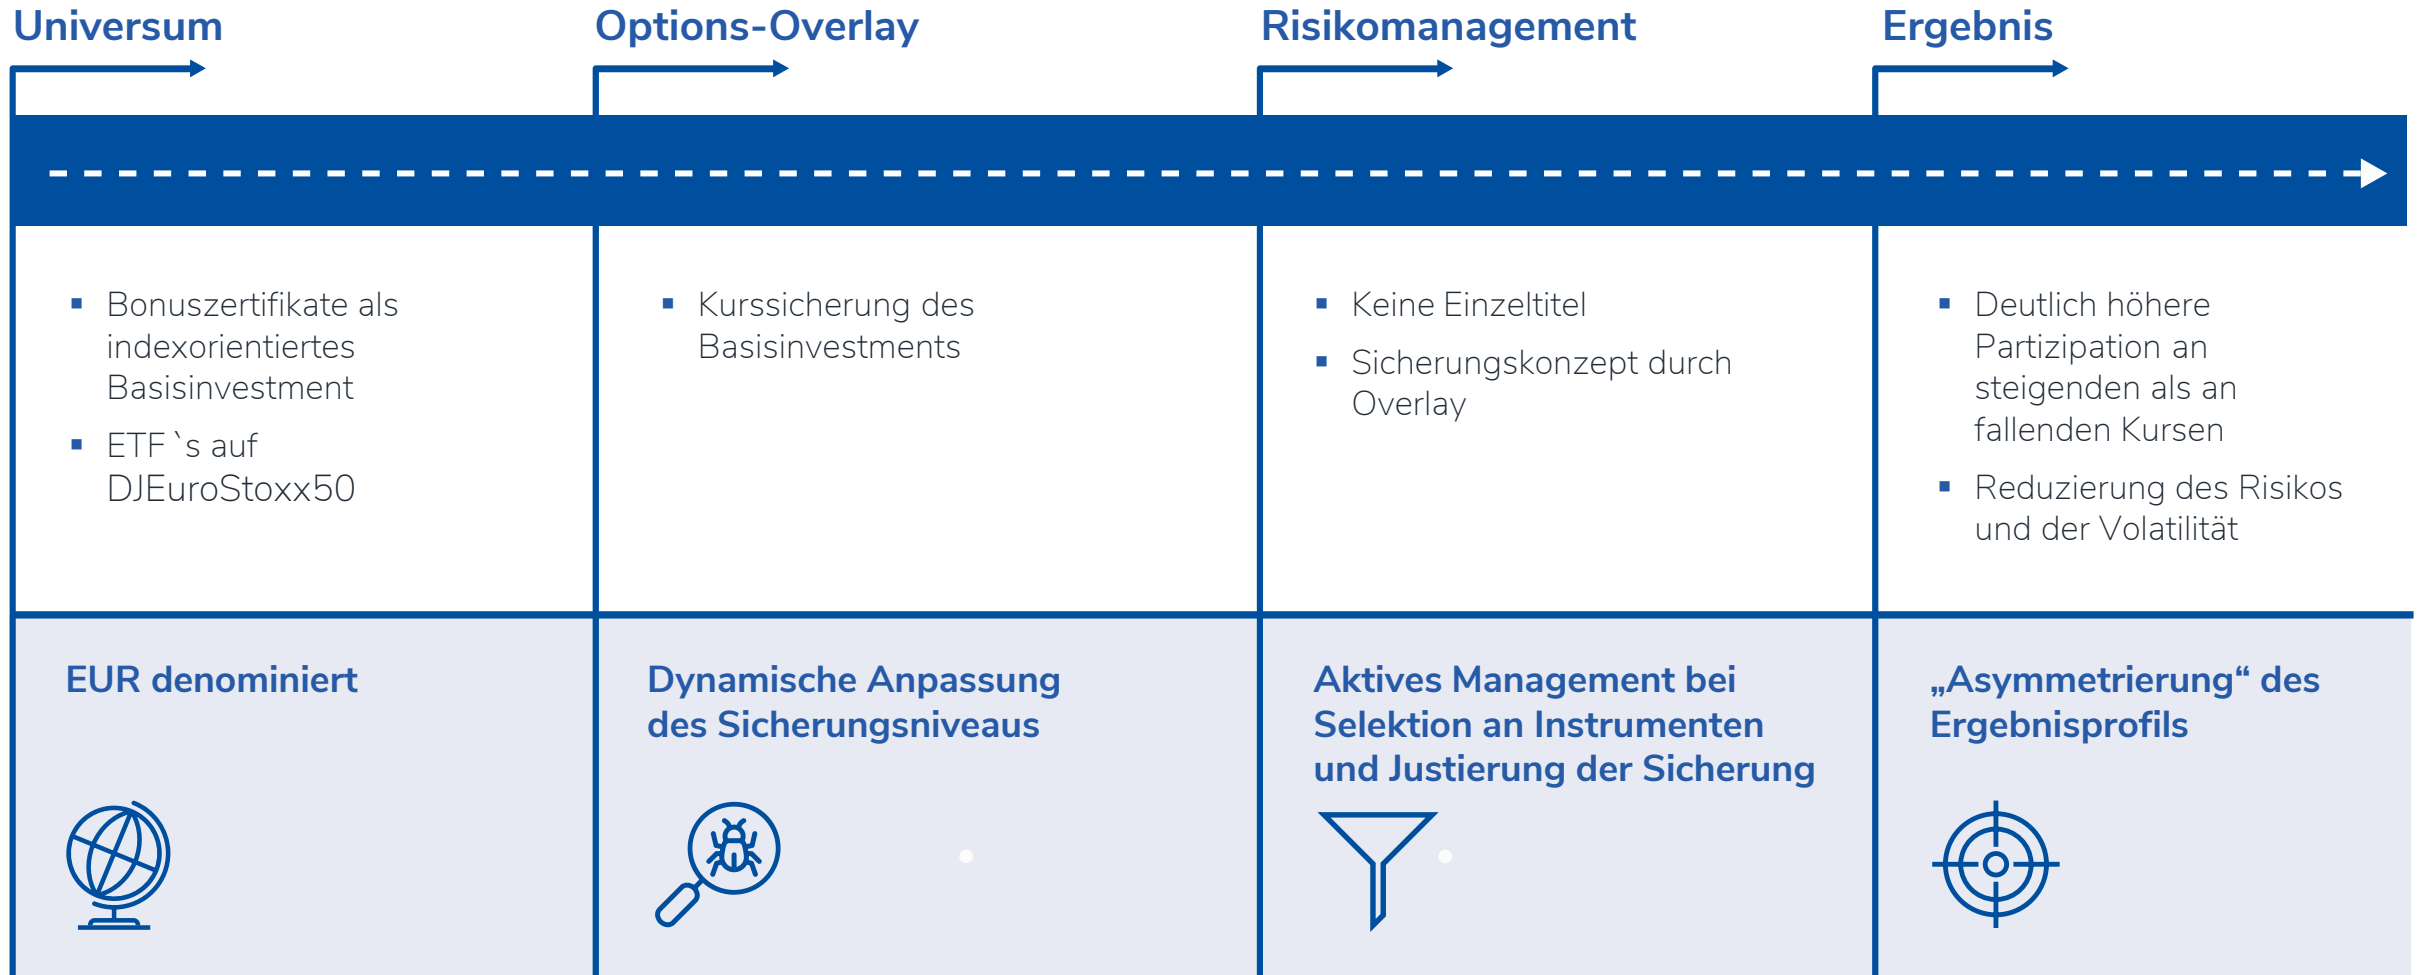 Universum
Options-Overlay
Risikomanagement
Ergebnis
Bonuszertifikate als
indexorientiertes
Basisinvestment
ETF`s auf
DJEuroStoxx50
Kurssicherung des
Basisinvestments
Keine Einzeltitel
Sicherungskonzept durch
Overlay
Deutlich höhere
Partizipation an
steigenden als an
fallenden Kursen
Reduzierung des Risikos
und der Volatilität
EUR denominiert
Dynamische Anpassung
des Sicherungsniveaus
Aktives Management bei
Selektion an Instrumenten
und Justierung der Sicherung
„Asymmetrierung“ des
Ergebnisprofils